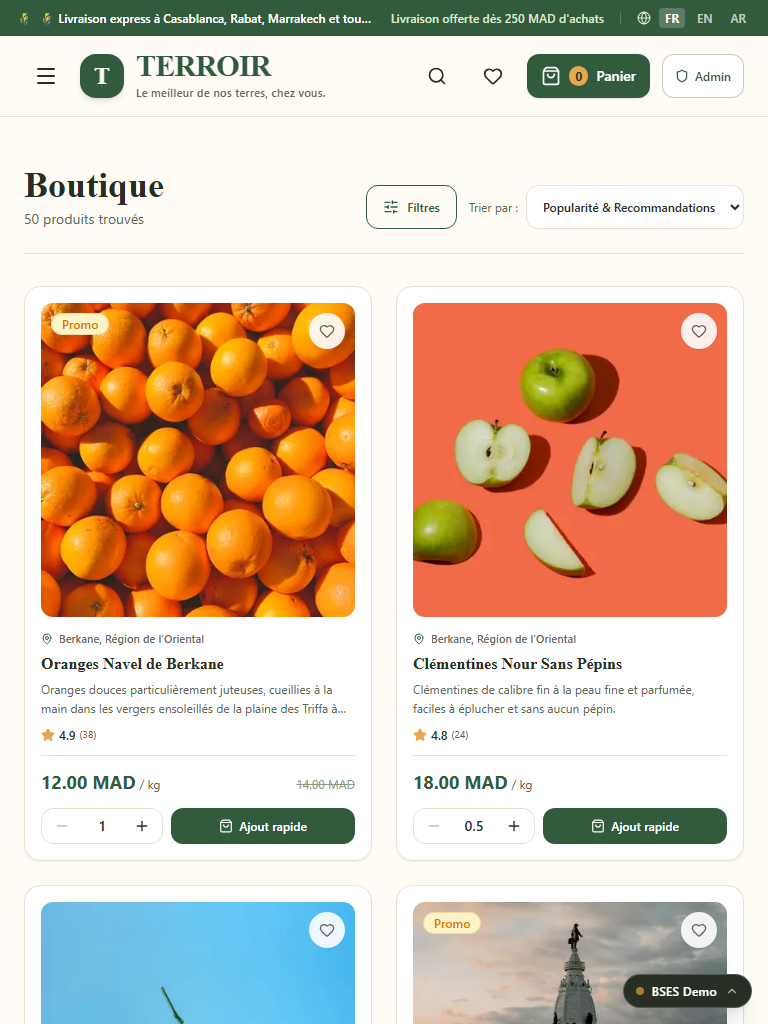 Livraison express à Casablanca, Rabat, Marrakech et tou... Livraison offerte dès 250 MAD d'achats FR EN AR
T TERROIR
Le meilleur de nos terres, chez vous.
0 Panier Admin
Boutique
50 produits trouvés
Filtres Trier par : Popularité & Recommandations
Promo
Berkane, Région de l’Oriental
Oranges Navel de Berkane
Oranges douces particulièrement juteuses, cueillies à la
main dans les vergers ensoleillés de la plaine des Triffa à...
4.9 (38)
12.00 MAD / kg 14.00 MAD
1 Ajout rapide
Berkane, Région de l’Oriental
Clémentines Nour Sans Pépins
Clémentines de calibre fin à la peau fine et parfumée,
faciles à éplucher et sans aucun pépin.
4.8 (24)
18.00 MAD / kg
0.5 Ajout rapide
Promo
BSES Demo